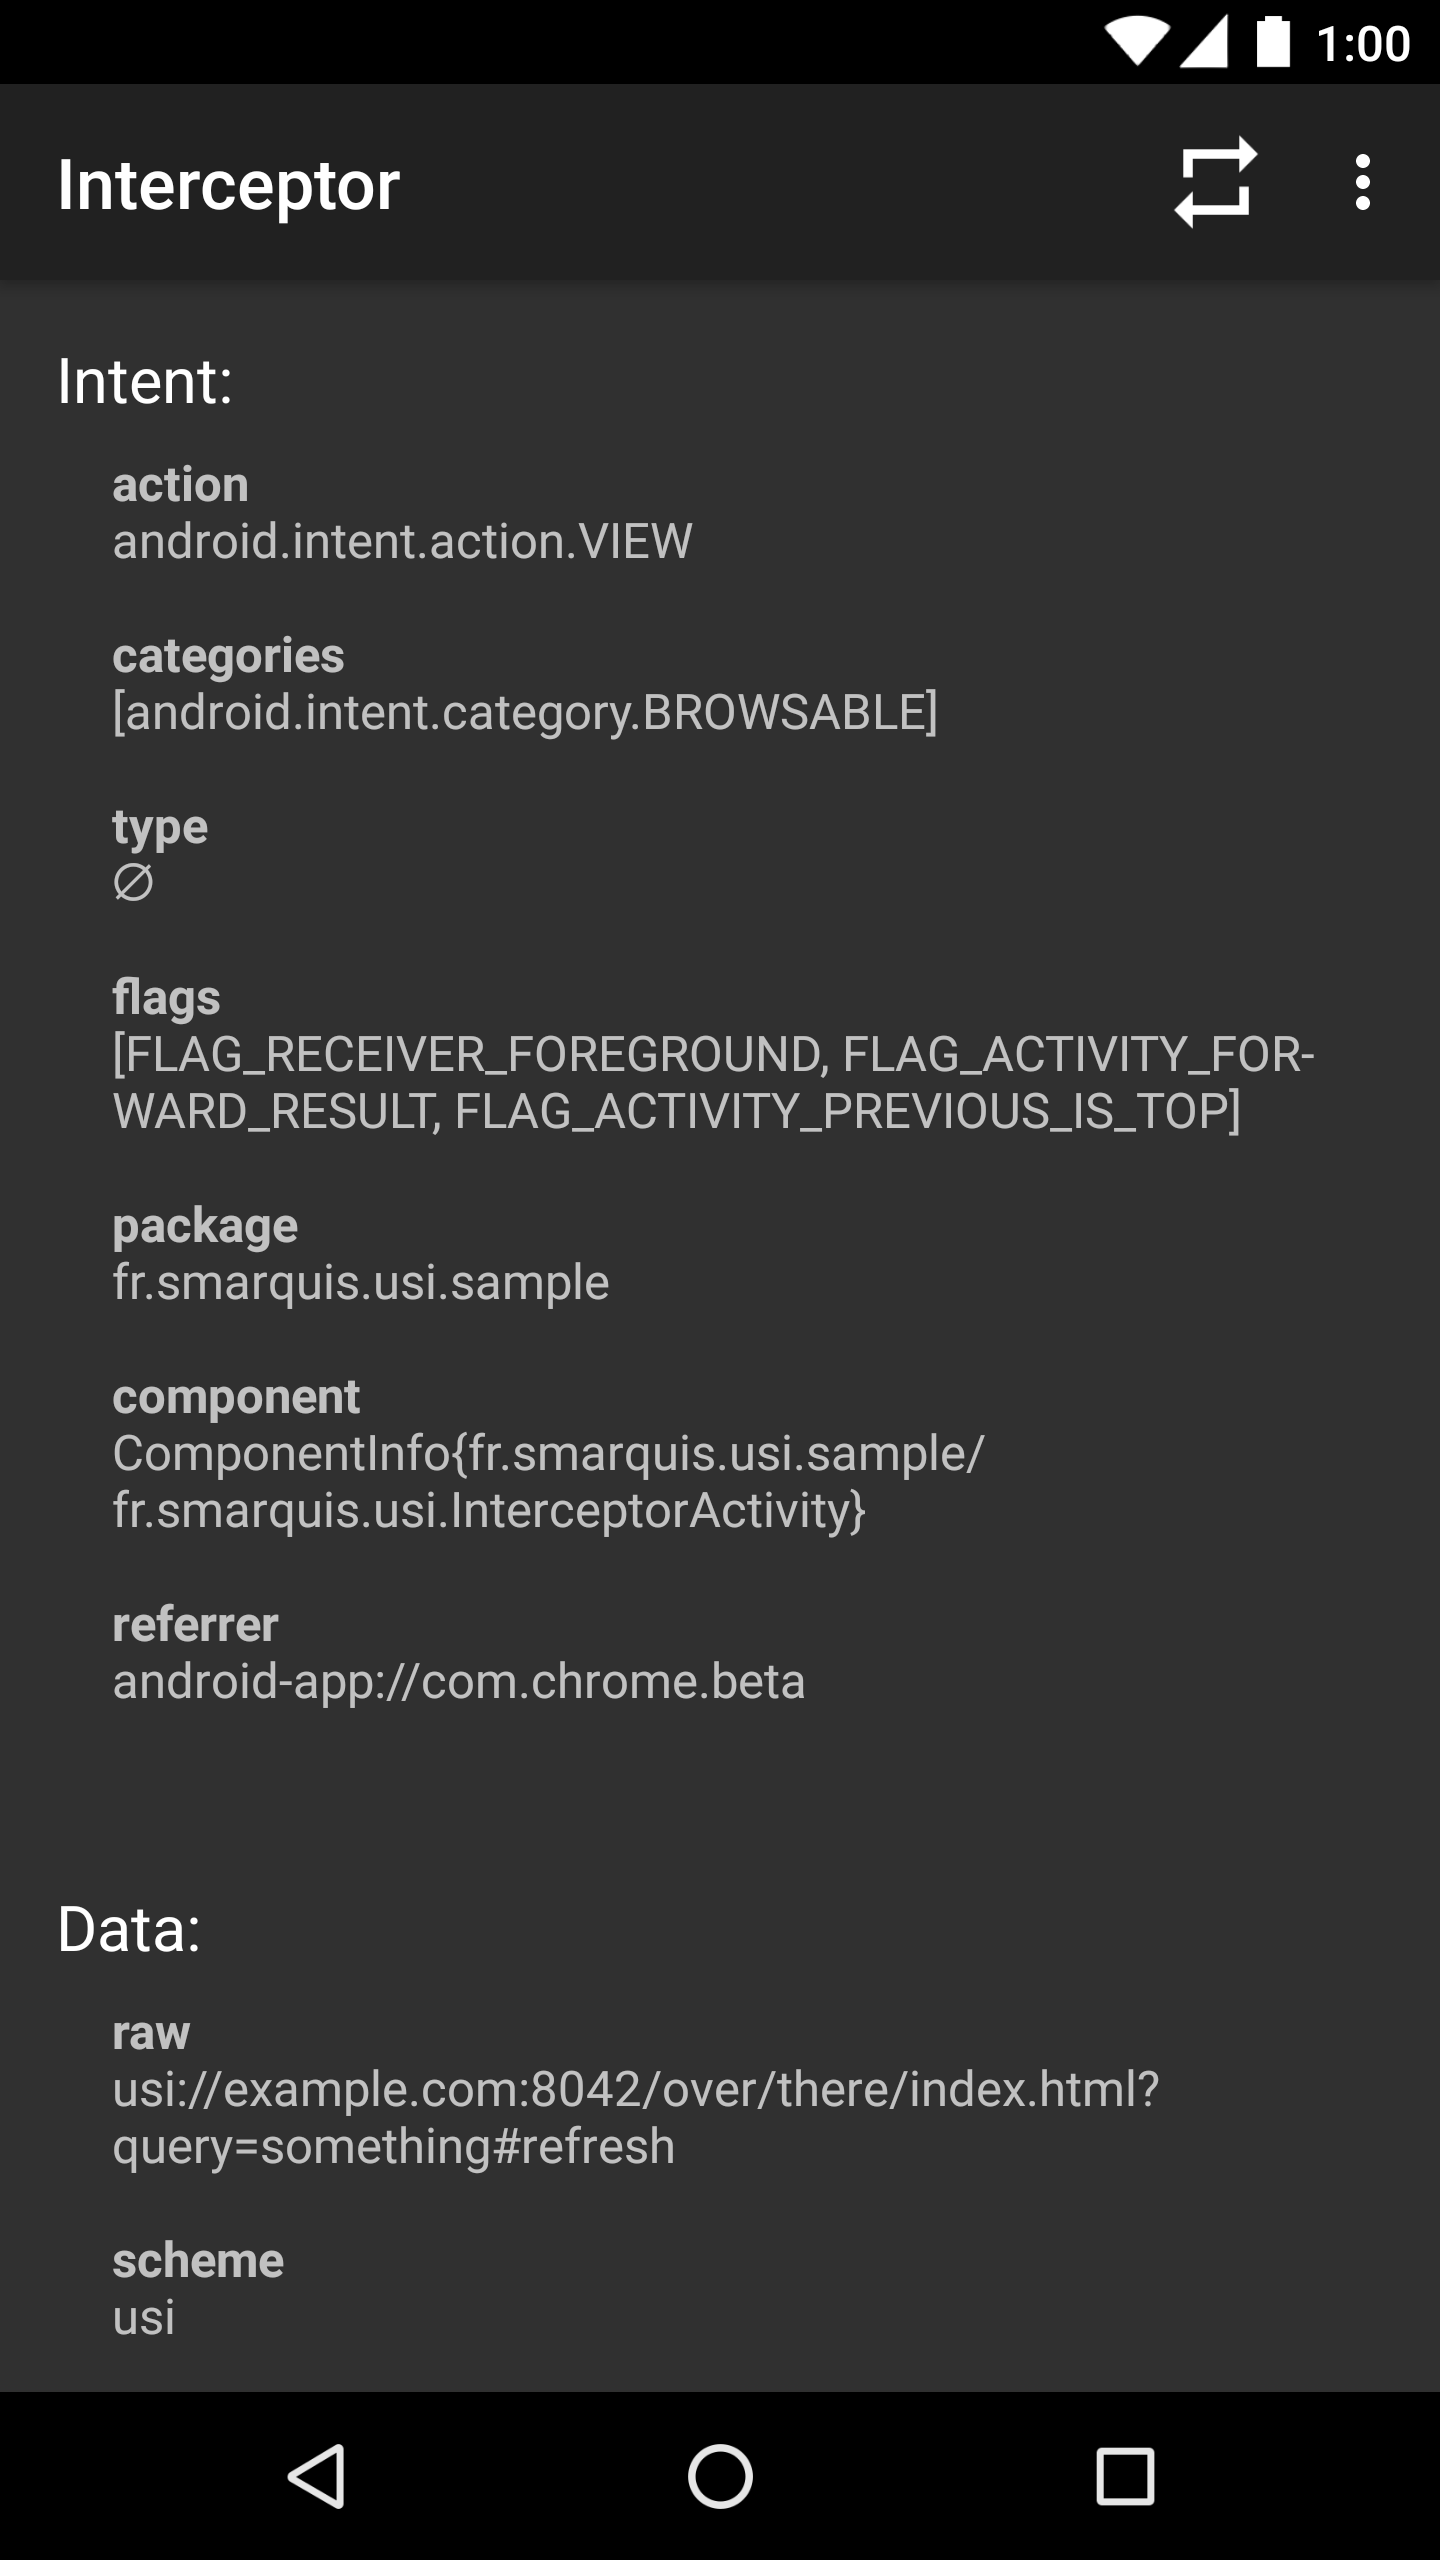 1:00
Interceptor
Intent:
action
android.intent.action.VIEW
categories
[android.intent.category.BROWSABLE]
type
∅
flags
[FLAG_RECEIVER_FOREGROUND, FLAG_ACTIVITY_FOR-
WARD_RESULT, FLAG_ACTIVITY_PREVIOUS_IS_TOP]
package
fr.smarquis.usi.sample
component
ComponentInfo{fr.smarquis.usi.sample/
fr.smarquis.usi.InterceptorActivity}
referrer
android-app://com.chrome.beta
Data:
raw
usi://example.com:8042/over/there/index.html?
query=something#refresh
scheme
usi